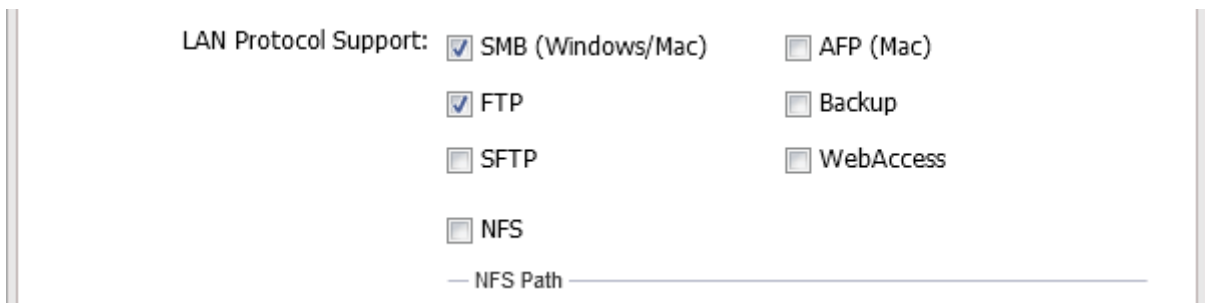 LAN Protocol Support: SMB (Windows/Mac) AFP (Mac)
FTP Backup
SFTP WebAccess
NFS
NFS Path